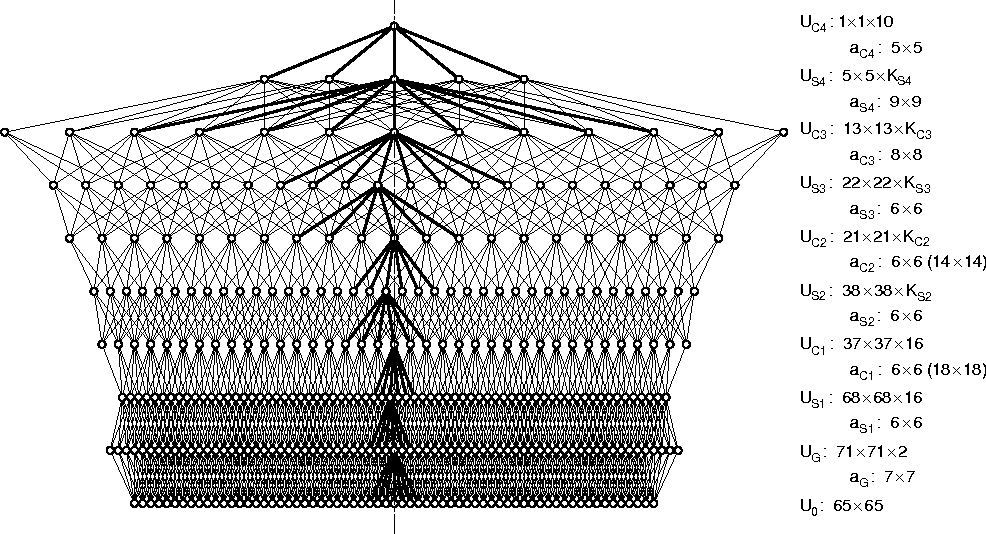 U_C4: 1×1×10
a_C4: 5×5
U_S4: 5×5×K_S4
a_S4: 9×9
U_C3: 13×13×K_C3
a_C3: 8×8
U_S3: 22×22×K_S3
a_S3: 6×6
U_C2: 21×21×K_C2
a_C2: 6×6 (14×14)
U_S2: 38×38×K_S2
a_S2: 6×6
U_C1: 37×37×16
a_C1: 6×6 (18×18)
U_S1: 68×68×16
a_S1: 6×6
U_G: 71×71×2
a_G: 7×7
U_0: 65×65